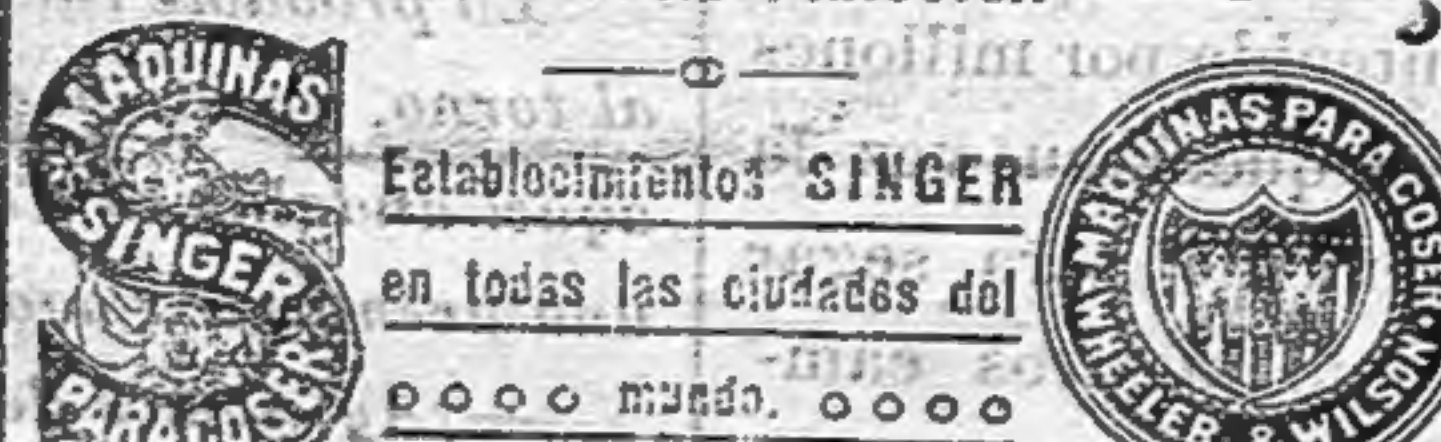 MAQUINAS
SINGER
PARA COSER
Establecimientos SINGER
en todas las ciudades del
mundo.
MAQUINAS PARA COSER
WHEELER & WILSON